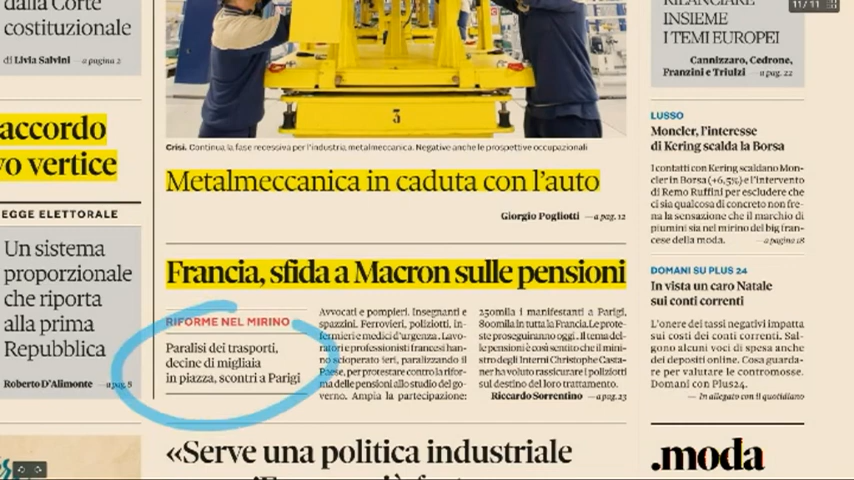 dalla Corte
costituzionale
di Livia Salvini — a pagina 2
accordo
vo vertice
EGGE ELETTORALE
Un sistema
proporzionale
che riporta
alla prima
Repubblica
Roberto D'Alimonte — a pag. 8
3
Crisi. Continua la fase recessiva per l'industria metalmeccanica. Negative anche le prospettive occupazionali
Metalmeccanica in caduta con l'auto
Giorgio Pogliotti — a pag. 12
Francia, sfida a Macron sulle pensioni
RIFORME NEL MIRINO
Paralisi dei trasporti,
decine di migliaia
in piazza, scontri a Parigi
Avvocati e pompieri. Insegnanti e
spazzini. Ferrovieri, poliziotti, in-
fermieri e medici d'urgenza. Lavo-
ratori e professionisti francesi han-
no scioperato ieri, paralizzando il
Paese, per protestare contro la rifor-
ma delle pensioni allo studio del go-
verno. Ampia la partecipazione:
250mila i manifestanti a Parigi,
800mila in tutta la Francia. Le prote-
ste proseguiranno oggi. Il tema del-
le pensioni è così sentito che il mini-
stro degli Interni Christophe Casta-
ner ha voluto rassicurare i poliziotti
sul destino del loro trattamento.
Riccardo Sorrentino — a pag. 23
«Serve una politica industriale
RILANCIARE
INSIEME
I TEMI EUROPEI
Cannizzaro, Cedrone,
Franzini e Triulzi — a pag. 22
11/11
LUSSO
Moncler, l'interesse
di Kering scalda la Borsa
I contatti con Kering scaldano Mon-
cler in Borsa (+6,5%) e l'intervento
di Remo Ruffini per escludere che
ci sia qualcosa di concreto non fre-
na la sensazione che il marchio di
piumini sia nel mirino del big fran-
cese della moda. — a pagina 18
DOMANI SU PLUS 24
In vista un caro Natale
sui conti correnti
L'onere dei tassi negativi impatta
sui costi dei conti correnti. Sal-
gono alcuni voci di spesa anche
dei depositi online. Cosa guarda-
re per valutare le contromosse.
Domani con Plus24.
— In allegato con il quotidiano
.moda